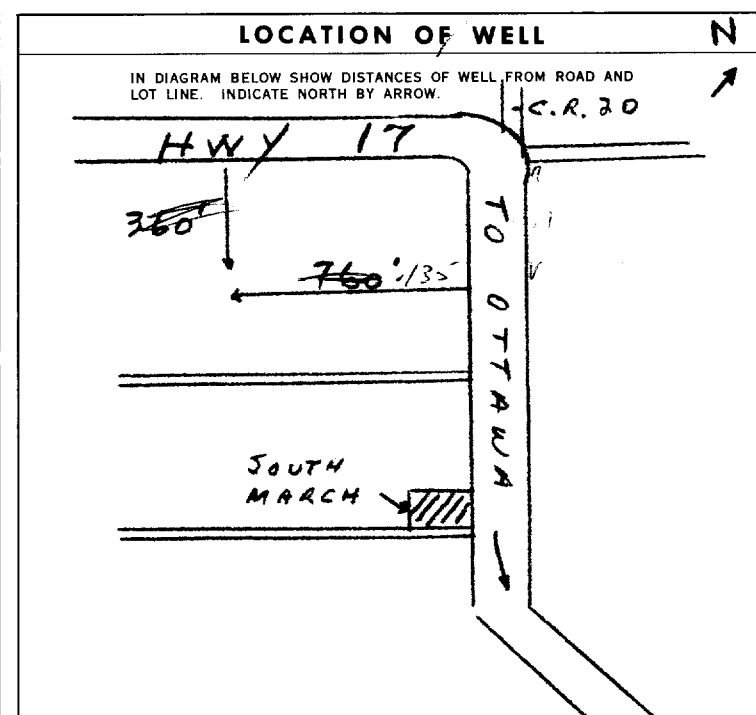 LOCATION OF WELL
N
IN DIAGRAM BELOW SHOW DISTANCES OF WELL FROM ROAD AND
LOT LINE. INDICATE NORTH BY ARROW.
C.R. 20
HWY 17
360'
760'
135
TO OTTAWA
SOUTH
MARCH